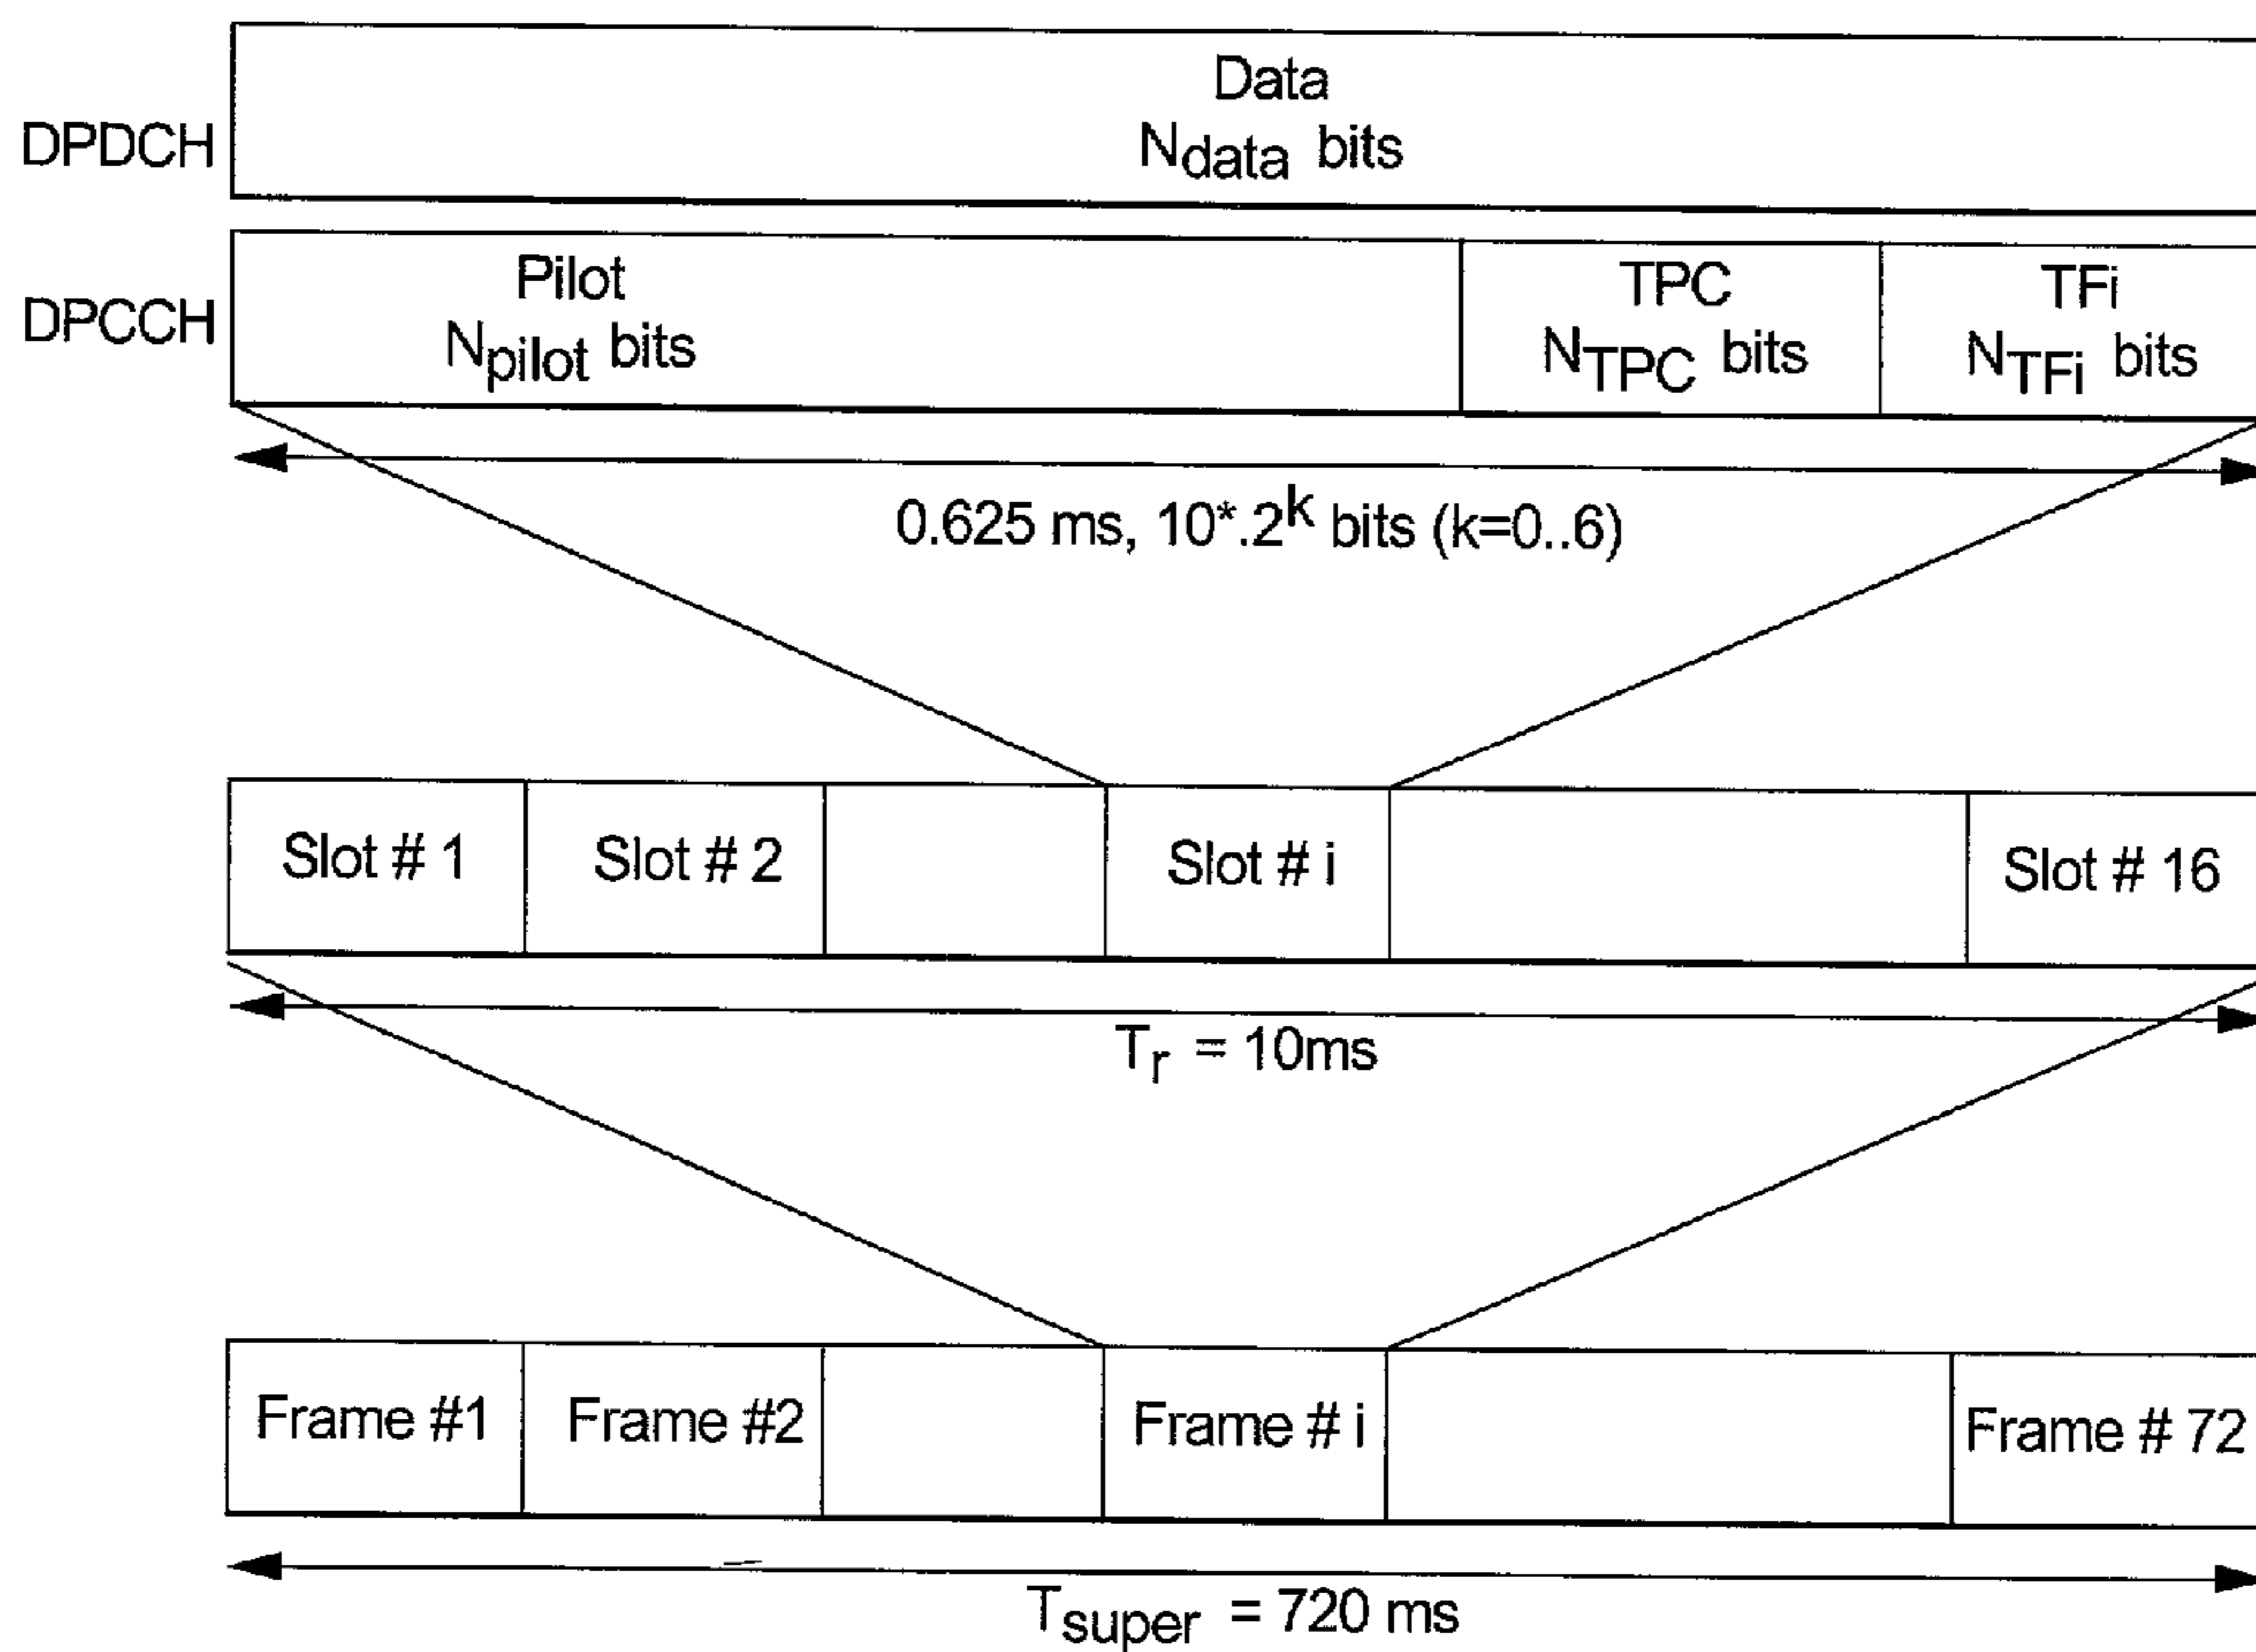 Data
DPDCH
Ndata bits
Pilot
TPC
TFi
DPCCH
Npilot bits
NTPC bits
NTFi bits
0.625 ms, 10*.2k bits (k=0..6)
Slot # 1
Slot # 2
Slot # i
Slot # 16
Tr = 10ms
Frame #1
Frame #2
Frame # i
Frame # 72
Tsuper = 720 ms